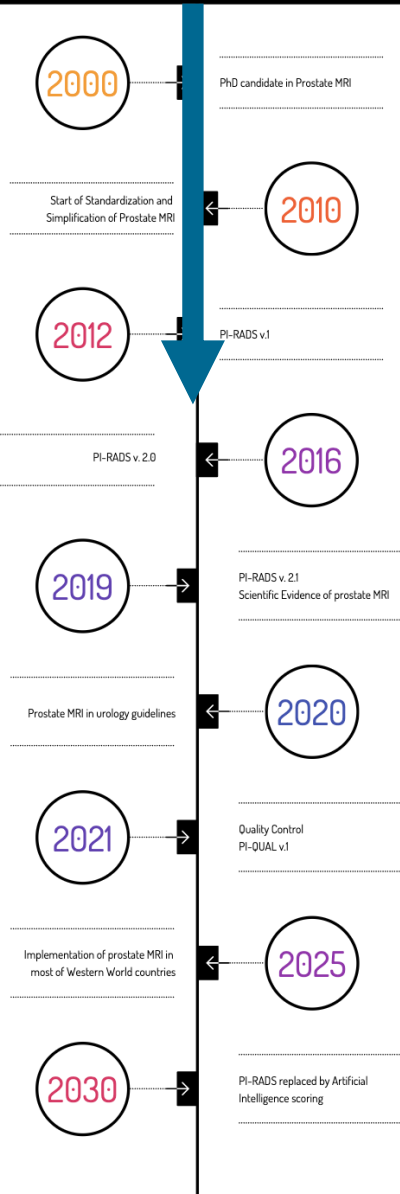 2000
PhD candidate in Prostate MRI
Start of Standardization and
Simplification of Prostate MRI
2010
2012
PI-RADS v.1
PI-RADS v. 2.0
2016
2019
PI-RADS v. 2.1
Scientific Evidence of prostate MRI
Prostate MRI in urology guidelines
2020
2021
Quality Control
PI-QUAL v.1
Implementation of prostate MRI in
most of Western World countries
2025
2030
PI-RADS replaced by Artificial
Intelligence scoring